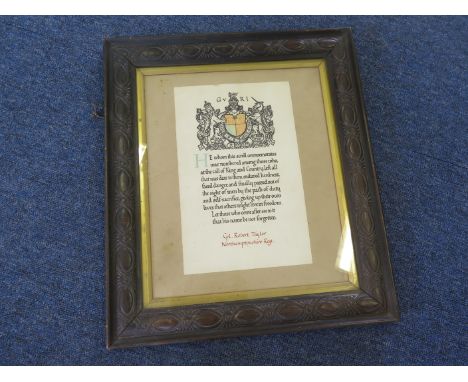 G V R I
HE whom this scroll commemorates
was numbered among those who,
at the call of King and Country, left all
that was dear to them, endured hardness,
faced danger, and finally passed out of
the sight of men by the path of duty
and self-sacrifice, giving up their own
lives that others might live in freedom.
Let those who come after see to it
that his name be not forgotten.
Cpl. Robert Taylor
Northamptonshire Reg.